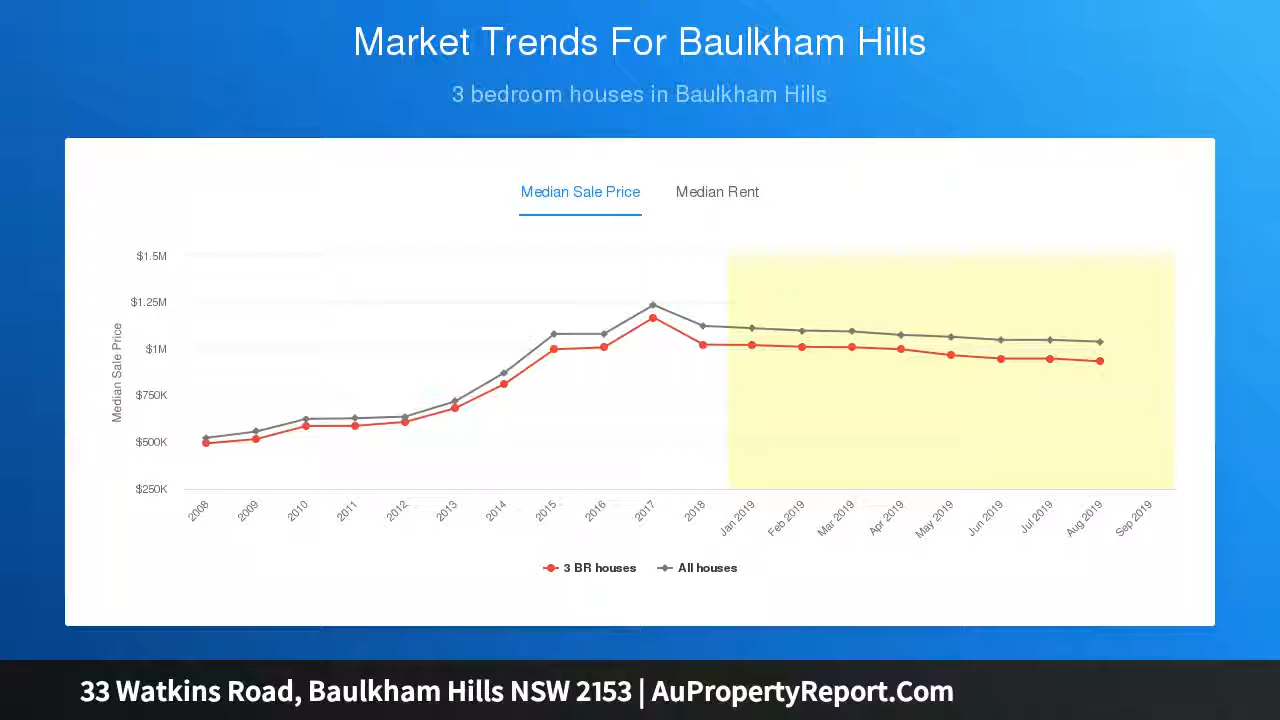 Market Trends For Baulkham Hills
3 bedroom houses in Baulkham Hills
Median Sale Price Median Rent
Median Sale Price
$1.5M
$1.25M
$1M
$750K
$500K
$250K
2008 2009 2010 2011 2012 2013 2014 2015 2016 2017 2018 Jan 2019 Feb 2019 Mar 2019 Apr 2019 May 2019 Jun 2019 Jul 2019 Aug 2019 Sep 2019
3 BR houses All houses
33 Watkins Road, Baulkham Hills NSW 2153 | AuPropertyReport.Com